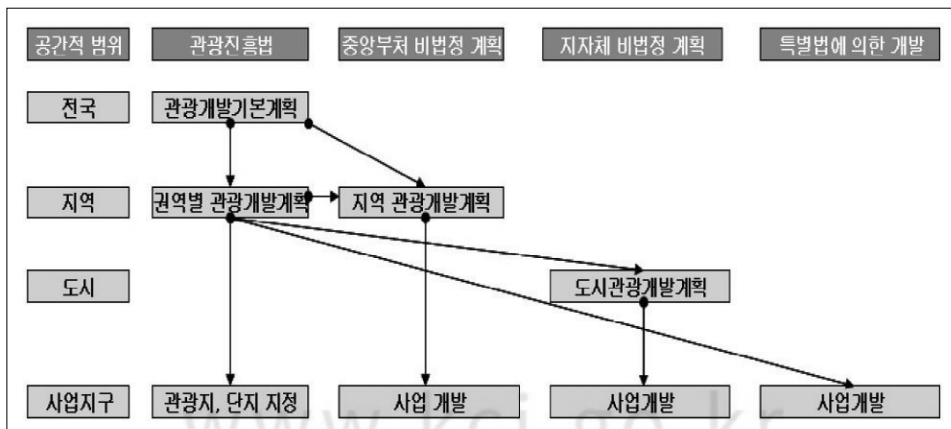 공간적 범위 관광진흥법 중앙부처 비법정 계획 지자체 비법정 계획 특별법에 의한 개발
전국 관광개발기본계획
지역 권역별 관광개발계획 지역 관광개발계획
도시 도시관광개발계획
사업지구 관광지, 단지 지정 사업 개발 사업개발 사업개발
www.kci.go.kr